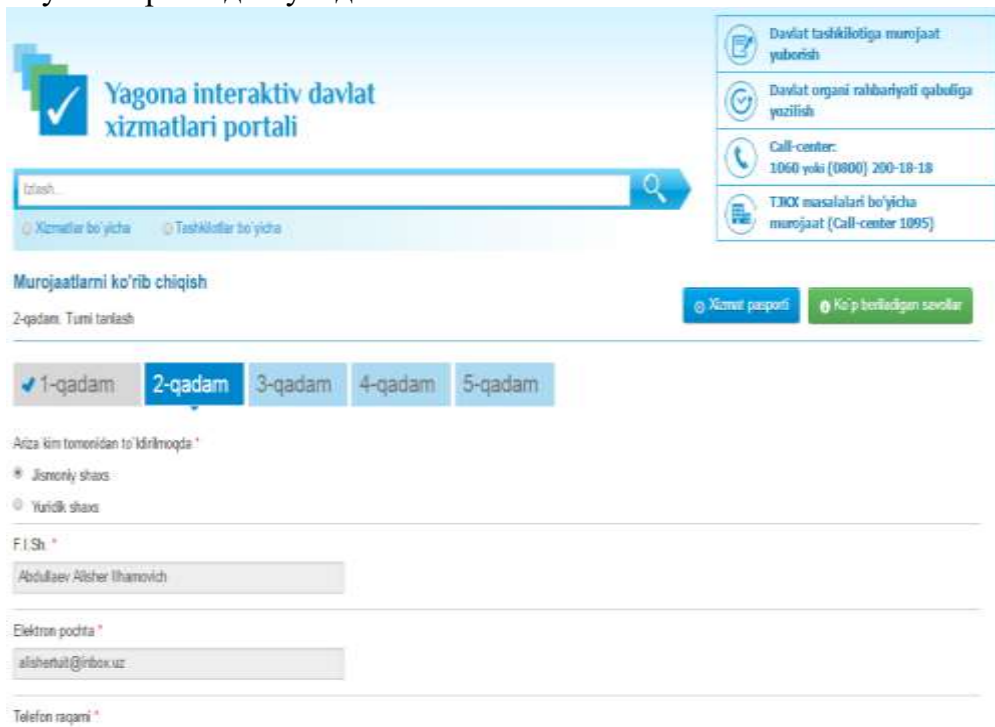 Yagona interaktiv davlat
xizmatlari portali
Davlat tashkilotiga murojaat
yuborish
Davlat organi rahbariyati qabuliga
yozilish
Call-center:
1060 yoki (0800) 200-18-18
TJKX masalalari bo'yicha
murojaat (Call-center 1095)
Izlash...
Xizmatlar bo'yicha Tashkilotlar bo'yicha
Murojaatlarni ko'rib chiqish
2-qadam. Turni tanlash
Xizmat pasporti Ko'p beriladigan savollar
1-qadam 2-qadam 3-qadam 4-qadam 5-qadam
Ariza kim tomonidan to`ldirilmoqda *
Jismoniy shaxs
Yuridik shaxs
F.I.Sh. *
Abdullaev Alisher Ilhamovich
Elektron pochta *
alishertuit@inbox.uz
Telefon raqami *